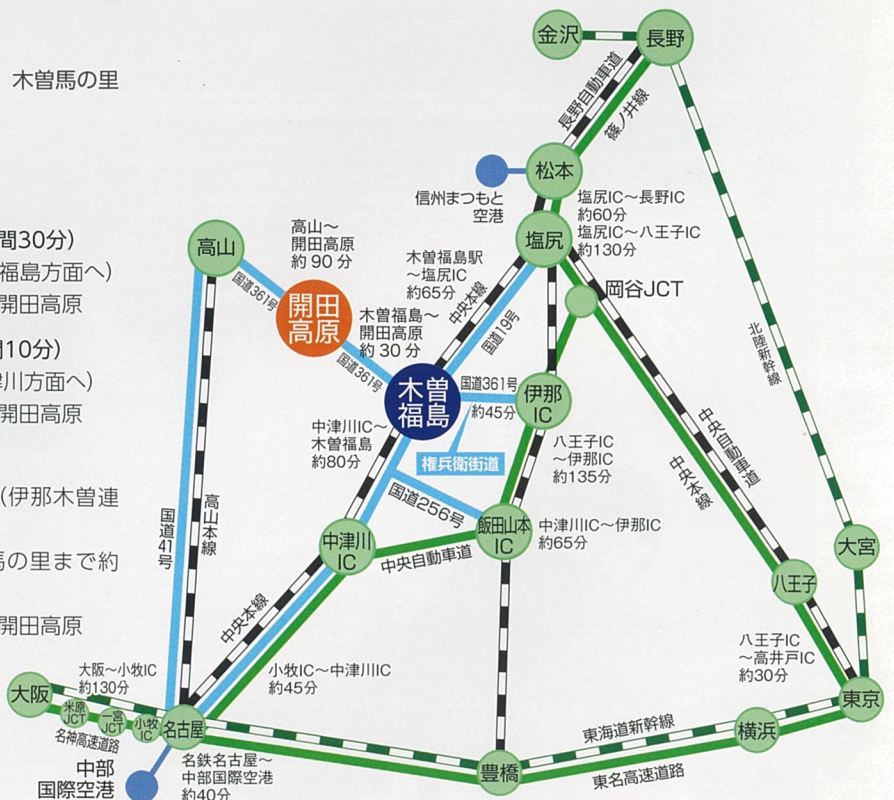 木曽馬の里
間30分)
福島方面へ)
開田高原
間10分)
津川方面へ)
開田高原
(伊那木曽連
馬の里まで約
開田高原
金沢
長野
長野自動車道
篠ノ井線
松本
信州まつもと
空港
塩尻IC～長野IC
約60分
塩尻
塩尻IC～八王子IC
約130分
高山
高山～
開田高原
約90分
国道361号
開田
高原
木曽福島駅
～塩尻IC
約65分
中央本線
国道19号
岡谷JCT
木曽福島～
開田高原
約30分
国道361号
北陸新幹線
木曽
福島
国道361号
約45分
伊那
IC
権兵衛街道
中津川IC～
木曽福島
約80分
八王子IC
～伊那IC
約135分
中央自動車道
中央本線
国道256号
国道41号
高山本線
飯田山本
IC
中津川IC～伊那IC
約65分
中津川
IC
中央自動車道
大宮
八王子
中央本線
小牧IC～中津川IC
約45分
八王子IC
～高井戸IC
約30分
大阪～小牧IC
約130分
大阪
米原
JCT
一宮
JCT
小牧
IC
名古屋
名神高速道路
東京
横浜
東海道新幹線
東名高速道路
豊橋
中部
国際空港
名鉄名古屋～
中部国際空港
約40分